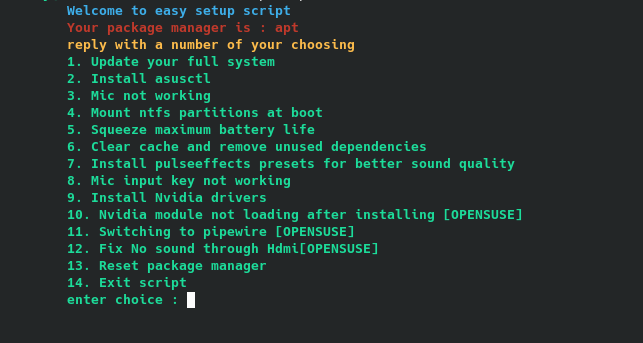 Welcome to easy setup script
Your package manager is : apt
reply with a number of your choosing
1. Update your full system
2. Install asusctl
3. Mic not working
4. Mount ntfs partitions at boot
5. Squeeze maximum battery life
6. Clear cache and remove unused dependencies
7. Install pulseeffects presets for better sound quality
8. Mic input key not working
9. Install Nvidia drivers
10. Nvidia module not loading after installing [OPENSUSE]
11. Switching to pipewire [OPENSUSE]
12. Fix No sound through Hdmi[OPENSUSE]
13. Reset package manager
14. Exit script
enter choice :